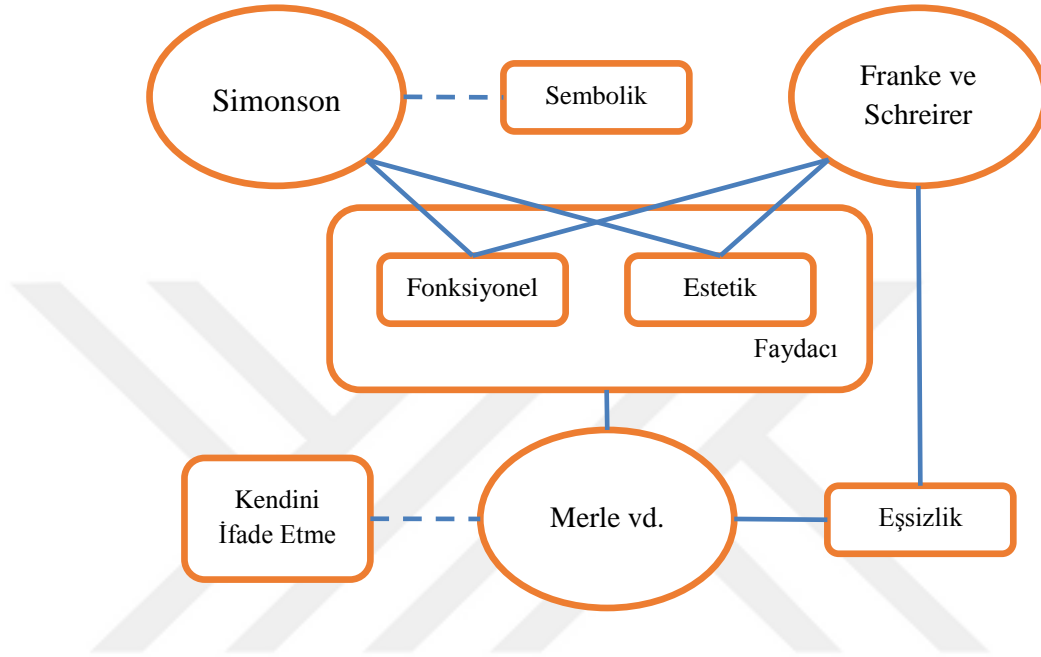 Simonson
Sembolik
Franke ve
Schreirer
Fonksiyonel
Estetik
Faydacı
Kendini
İfade Etme
Merle vd.
Eşsizlik